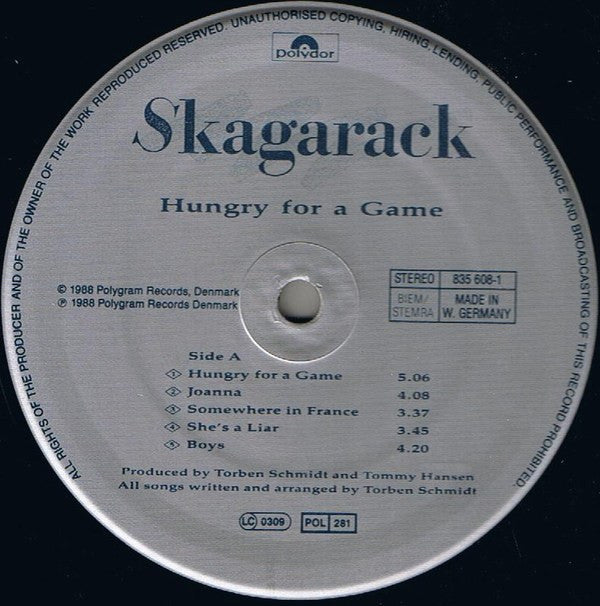 ALL RIGHTS OF THE PRODUCER AND OF THE OWNER OF THE WORK REPRODUCED RESERVED. UNAUTHORISED COPYING, HIRING, LENDING, PUBLIC PERFORMANCE AND BROADCASTING OF THIS RECORD PROHIBITED.
polydor
Skagarack
Hungry for a Game
© 1988 Polygram Records, Denmark
℗ 1988 Polygram Records Denmark
STEREO 835 608-1
BIEM/STEMRA MADE IN W. GERMANY
Side A
1 Hungry for a Game 5.06
2 Joanna 4.08
3 Somewhere in France 3.37
4 She's a Liar 3.45
5 Boys 4.20
Produced by Torben Schmidt and Tommy Hansen
All songs written and arranged by Torben Schmidt
LC 0309 POL 281